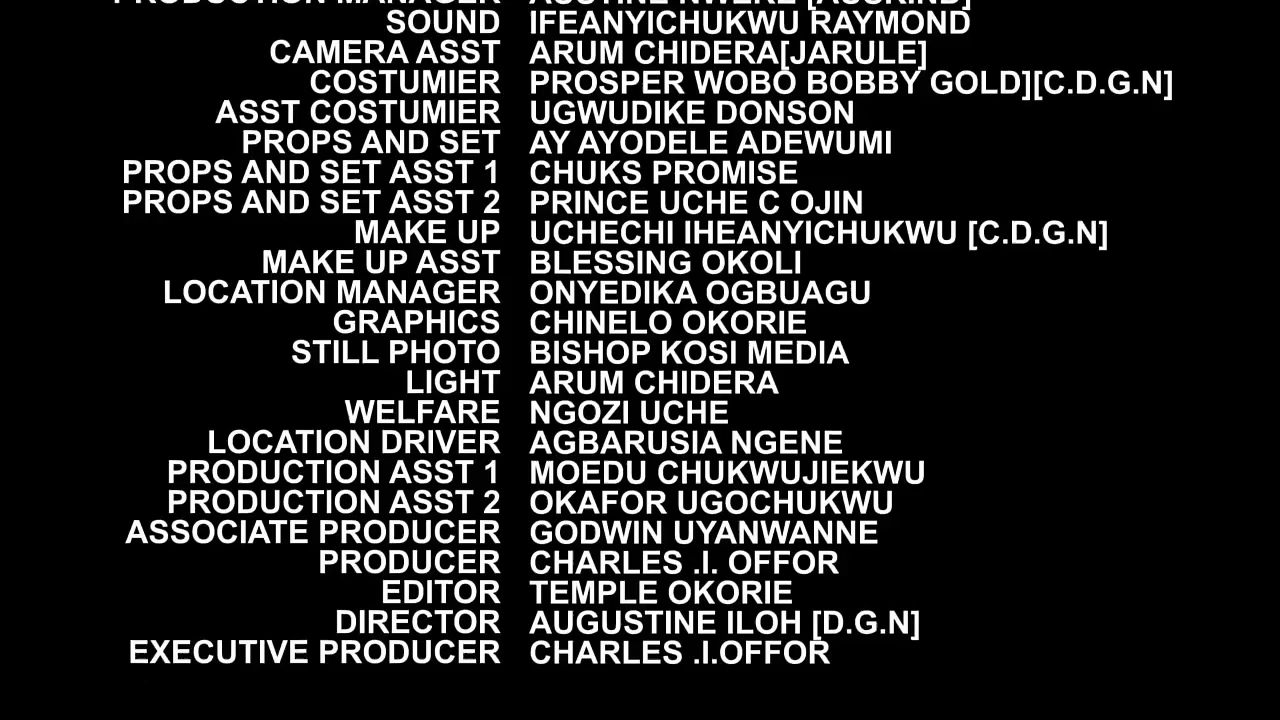 PRODUCTION MANAGER
SOUND IFEANYICHUKWU RAYMOND
CAMERA ASST ARUM CHIDERA[JARULE]
COSTUMIER PROSPER WOBO BOBBY GOLD][C.D.G.N]
ASST COSTUMIER UGWUDIKE DONSON
PROPS AND SET AY AYODELE ADEWUMI
PROPS AND SET ASST 1 CHUKS PROMISE
PROPS AND SET ASST 2 PRINCE UCHE C OJIN
MAKE UP UCHECHI IHEANYICHUKWU [C.D.G.N]
MAKE UP ASST BLESSING OKOLI
LOCATION MANAGER ONYEDIKA OGBUAGU
GRAPHICS CHINELO OKORIE
STILL PHOTO BISHOP KOSI MEDIA
LIGHT ARUM CHIDERA
WELFARE NGOZI UCHE
LOCATION DRIVER AGBARUSIA NGENE
PRODUCTION ASST 1 MOEDU CHUKWUJIEKWU
PRODUCTION ASST 2 OKAFOR UGOCHUKWU
ASSOCIATE PRODUCER GODWIN UYANWANNE
PRODUCER CHARLES .I. OFFOR
EDITOR TEMPLE OKORIE
DIRECTOR AUGUSTINE ILOH [D.G.N]
EXECUTIVE PRODUCER CHARLES .I.OFFOR